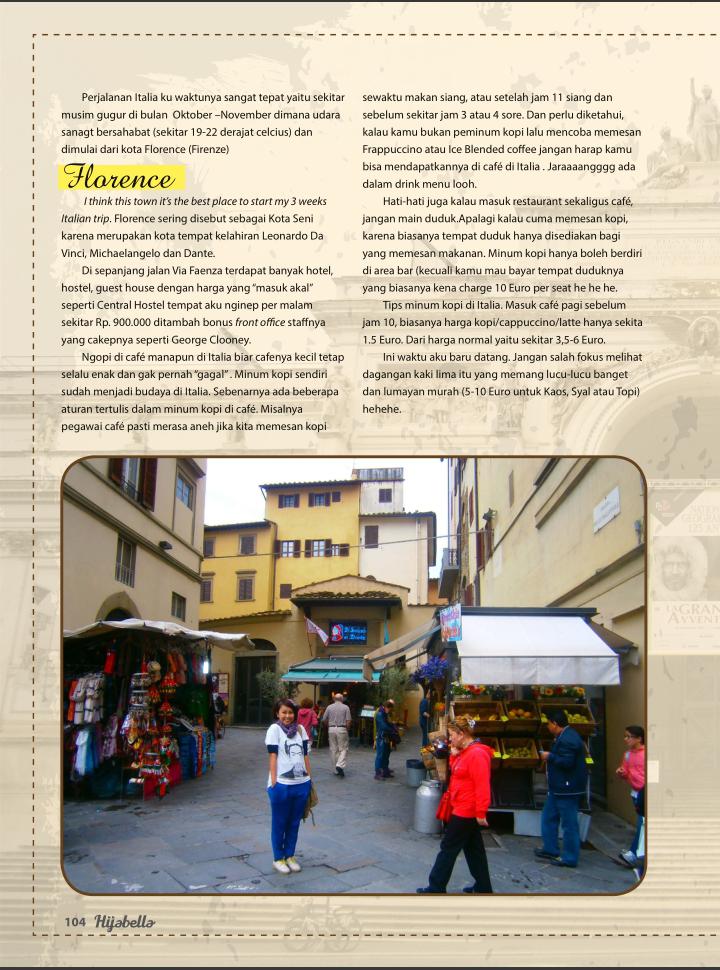 Perjalanan Italia ku waktunya sangat tepat yaitu sekitar
musim gugur di bulan Oktober –November dimana udara
sanagt bersahabat (sekitar 19-22 derajat celcius) dan
dimulai dari kota Florence (Firenze)
Florence
I think this town it's the best place to start my 3 weeks
Italian trip. Florence sering disebut sebagai Kota Seni
karena merupakan kota tempat kelahiran Leonardo Da
Vinci, Michaelangelo dan Dante.
Di sepanjang jalan Via Faenza terdapat banyak hotel,
hostel, guest house dengan harga yang "masuk akal"
seperti Central Hostel tempat aku nginep per malam
sekitar Rp. 900.000 ditambah bonus front office staffnya
yang cakepnya seperti George Clooney.
Ngopi di café manapun di Italia biar cafenya kecil tetap
selalu enak dan gak pernah "gagal". Minum kopi sendiri
sudah menjadi budaya di Italia. Sebenarnya ada beberapa
aturan tertulis dalam minum kopi di café. Misalnya
pegawai café pasti merasa aneh jika kita memesan kopi
sewaktu makan siang, atau setelah jam 11 siang dan
sebelum sekitar jam 3 atau 4 sore. Dan perlu diketahui,
kalau kamu bukan peminum kopi lalu mencoba memesan
Frappuccino atau Ice Blended coffee jangan harap kamu
bisa mendapatkannya di café di Italia . Jaraaaangggg ada
dalam drink menu looh.
Hati-hati juga kalau masuk restaurant sekaligus café,
jangan main duduk.Apalagi kalau cuma memesan kopi,
karena biasanya tempat duduk hanya disediakan bagi
yang memesan makanan. Minum kopi hanya boleh berdiri
di area bar (kecuali kamu mau bayar tempat duduknya
yang biasanya kena charge 10 Euro per seat he he he.
Tips minum kopi di Italia. Masuk café pagi sebelum
jam 10, biasanya harga kopi/cappuccino/latte hanya sekita
1.5 Euro. Dari harga normal yaitu sekitar 3,5-6 Euro.
Ini waktu aku baru datang. Jangan salah fokus melihat
dagangan kaki lima itu yang memang lucu-lucu banget
dan lumayan murah (5-10 Euro untuk Kaos, Syal atau Topi)
hehehe.
LA GRAN
AVVENT
104 Hijabella